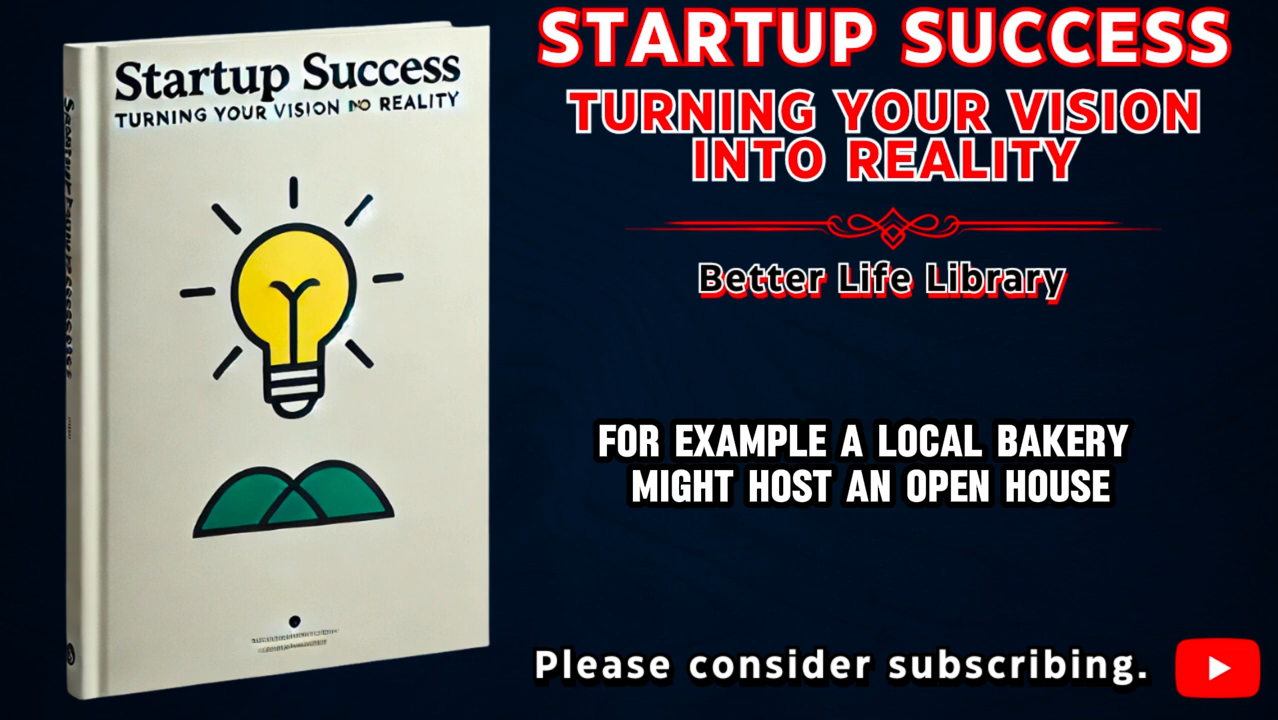 Startup Success
TURNING YOUR VISION NO REALITY
STARTUP SUCCESS
TURNING YOUR VISION
INTO REALITY
Better Life Library
FOR EXAMPLE A LOCAL BAKERY
MIGHT HOST AN OPEN HOUSE
Please consider subscribing.